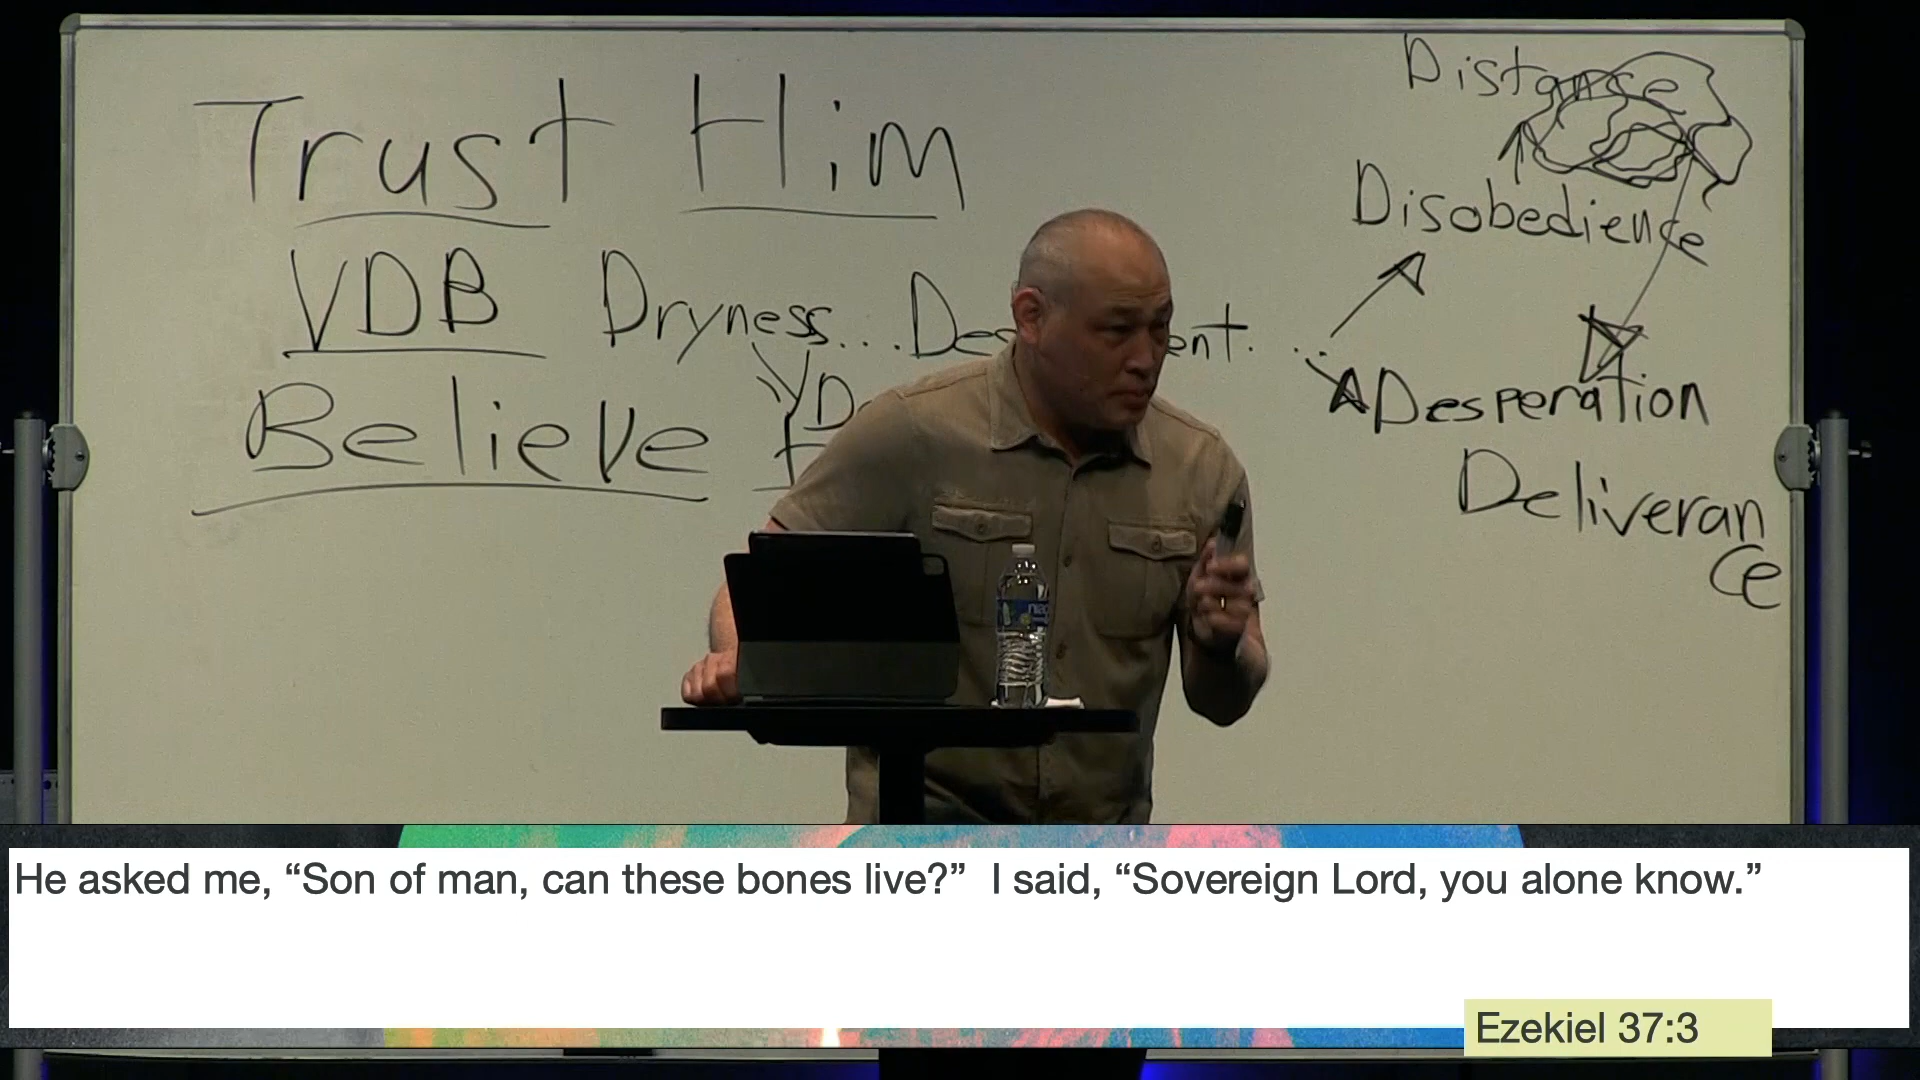 Trust Him
Distance
Disobedience
VDB Dryness...
Desperation
Believe
Deliveran
ce
He asked me, “Son of man, can these bones live?”  I said, “Sovereign Lord, you alone know.”
Ezekiel 37:3